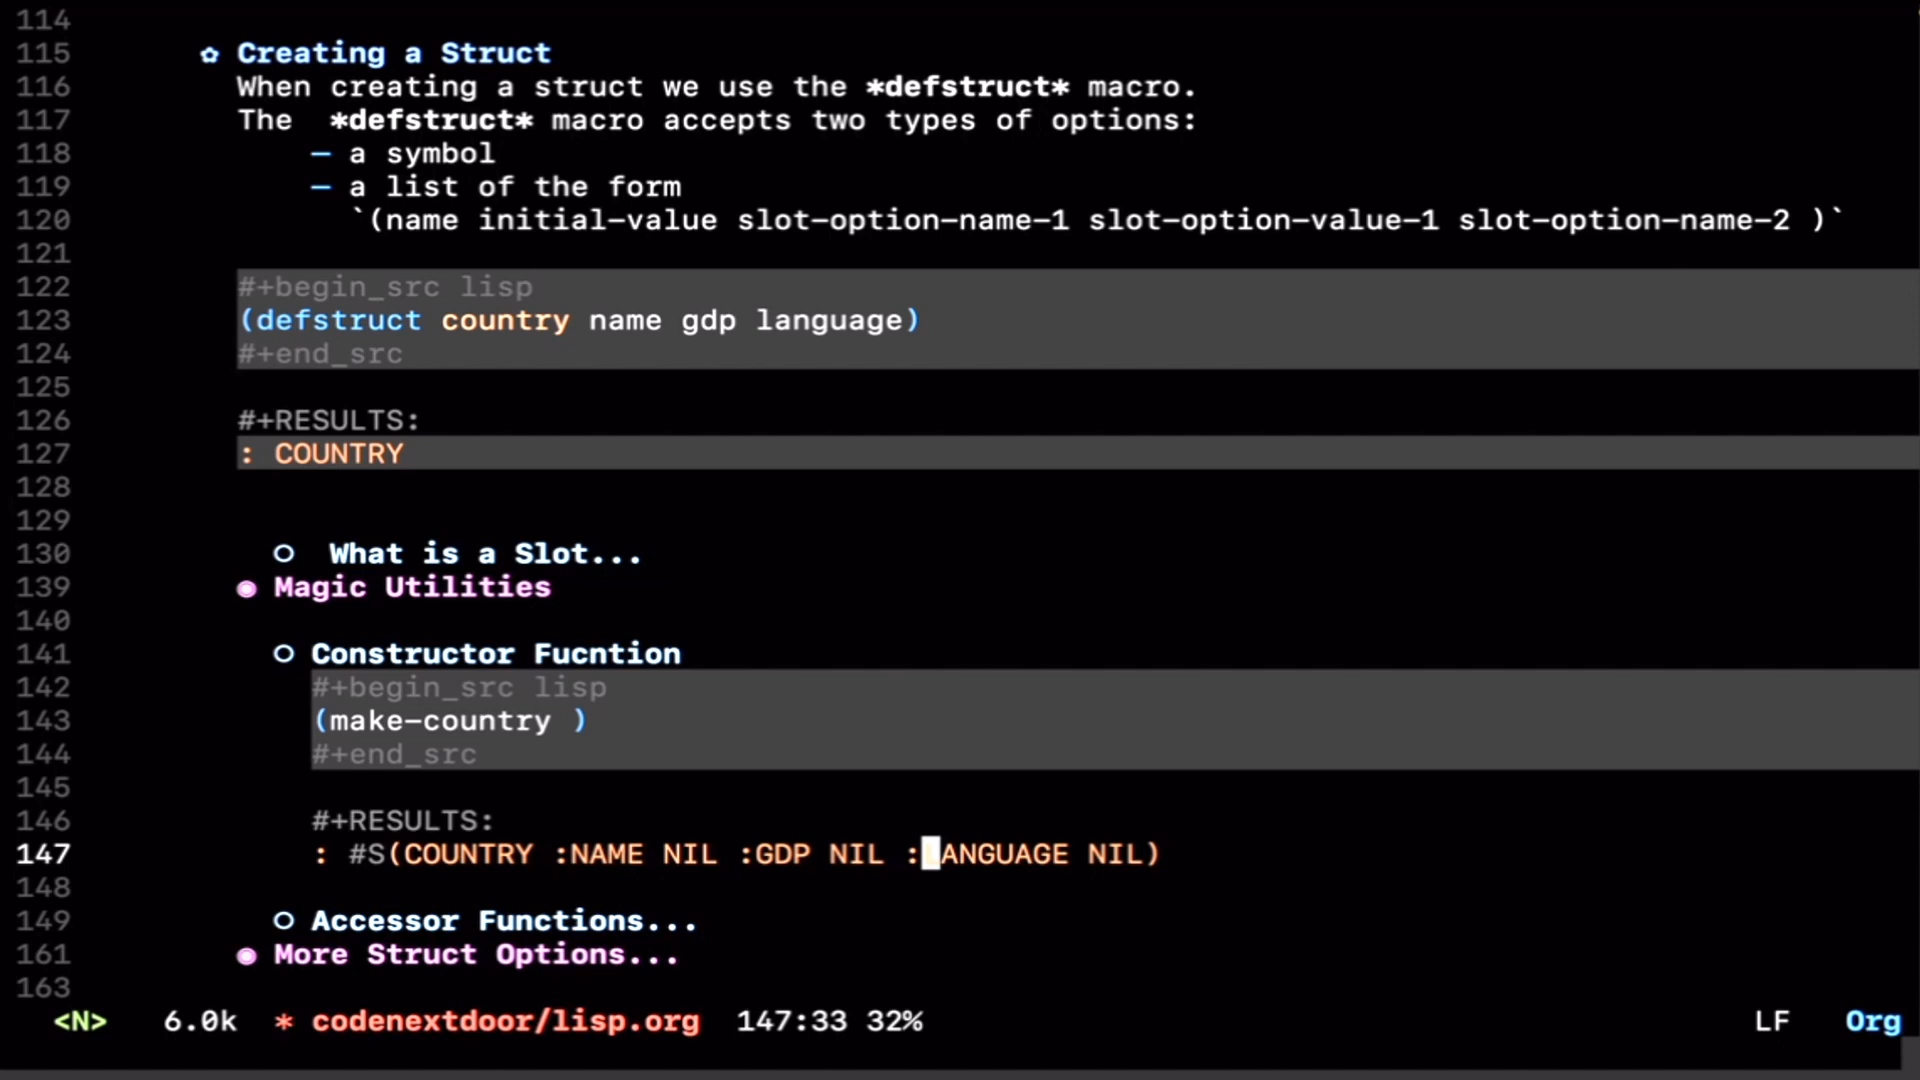 114
115 ✿ Creating a Struct
116 When creating a struct we use the *defstruct* macro.
117 The  *defstruct* macro accepts two types of options:
118 – a symbol
119 – a list of the form
120 `(name initial-value slot-option-name-1 slot-option-value-1 slot-option-name-2 )`
121
122 #+begin_src lisp
123 (defstruct country name gdp language)
124 #+end_src
125
126 #+RESULTS:
127 : COUNTRY
128
129
130 ○  What is a Slot...
139 ◉ Magic Utilities
140
141 ○ Constructor Fucntion
142 #+begin_src lisp
143 (make-country )
144 #+end_src
145
146 #+RESULTS:
147 : #S(COUNTRY :NAME NIL :GDP NIL :LANGUAGE NIL)
148
149 ○ Accessor Functions...
161 ◉ More Struct Options...
163
<N> 6.0k * codenextdoor/lisp.org 147:33 32% LF Org